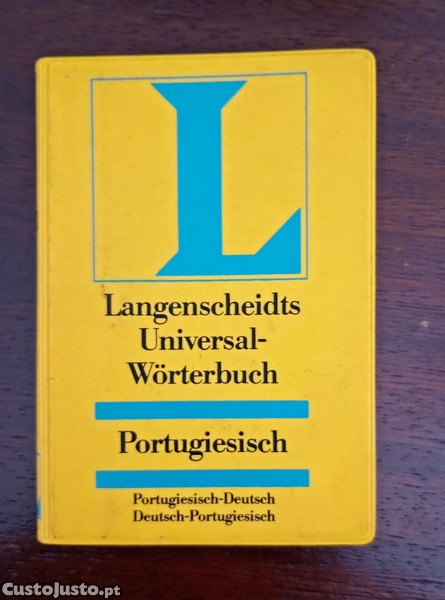 L
Langenscheidts
Universal-
Wörterbuch
Portugiesisch
Portugiesisch-Deutsch
Deutsch-Portugiesisch
CustoJusto.pt